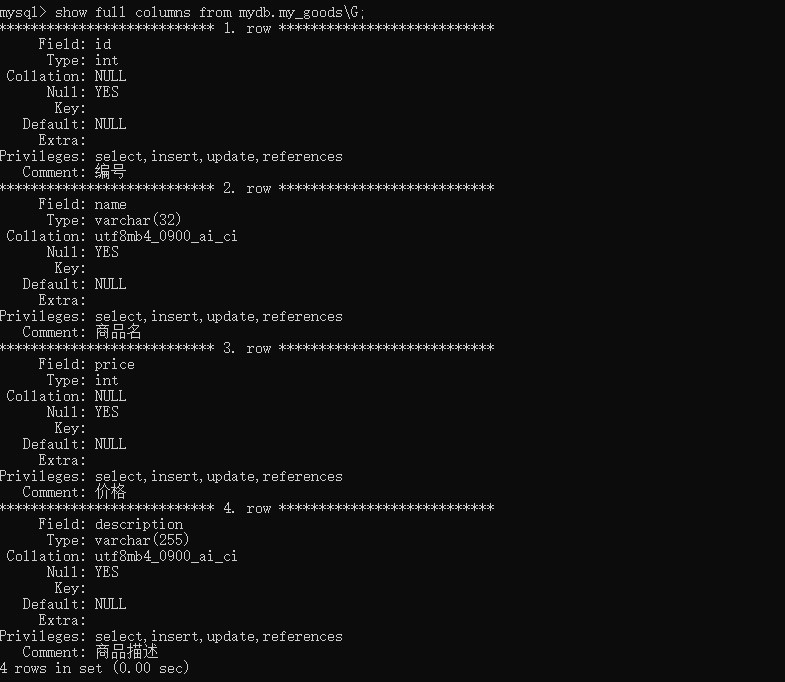 mysql> show full columns from mydb.my_goods\G;
*************************** 1. row ***************************
     Field: id
      Type: int
 Collation: NULL
      Null: YES
       Key:
   Default: NULL
     Extra:
Privileges: select,insert,update,references
   Comment: 编号
*************************** 2. row ***************************
     Field: name
      Type: varchar(32)
 Collation: utf8mb4_0900_ai_ci
      Null: YES
       Key:
   Default: NULL
     Extra:
Privileges: select,insert,update,references
   Comment: 商品名
*************************** 3. row ***************************
     Field: price
      Type: int
 Collation: NULL
      Null: YES
       Key:
   Default: NULL
     Extra:
Privileges: select,insert,update,references
   Comment: 价格
*************************** 4. row ***************************
     Field: description
      Type: varchar(255)
 Collation: utf8mb4_0900_ai_ci
      Null: YES
       Key:
   Default: NULL
     Extra:
Privileges: select,insert,update,references
   Comment: 商品描述
4 rows in set (0.00 sec)